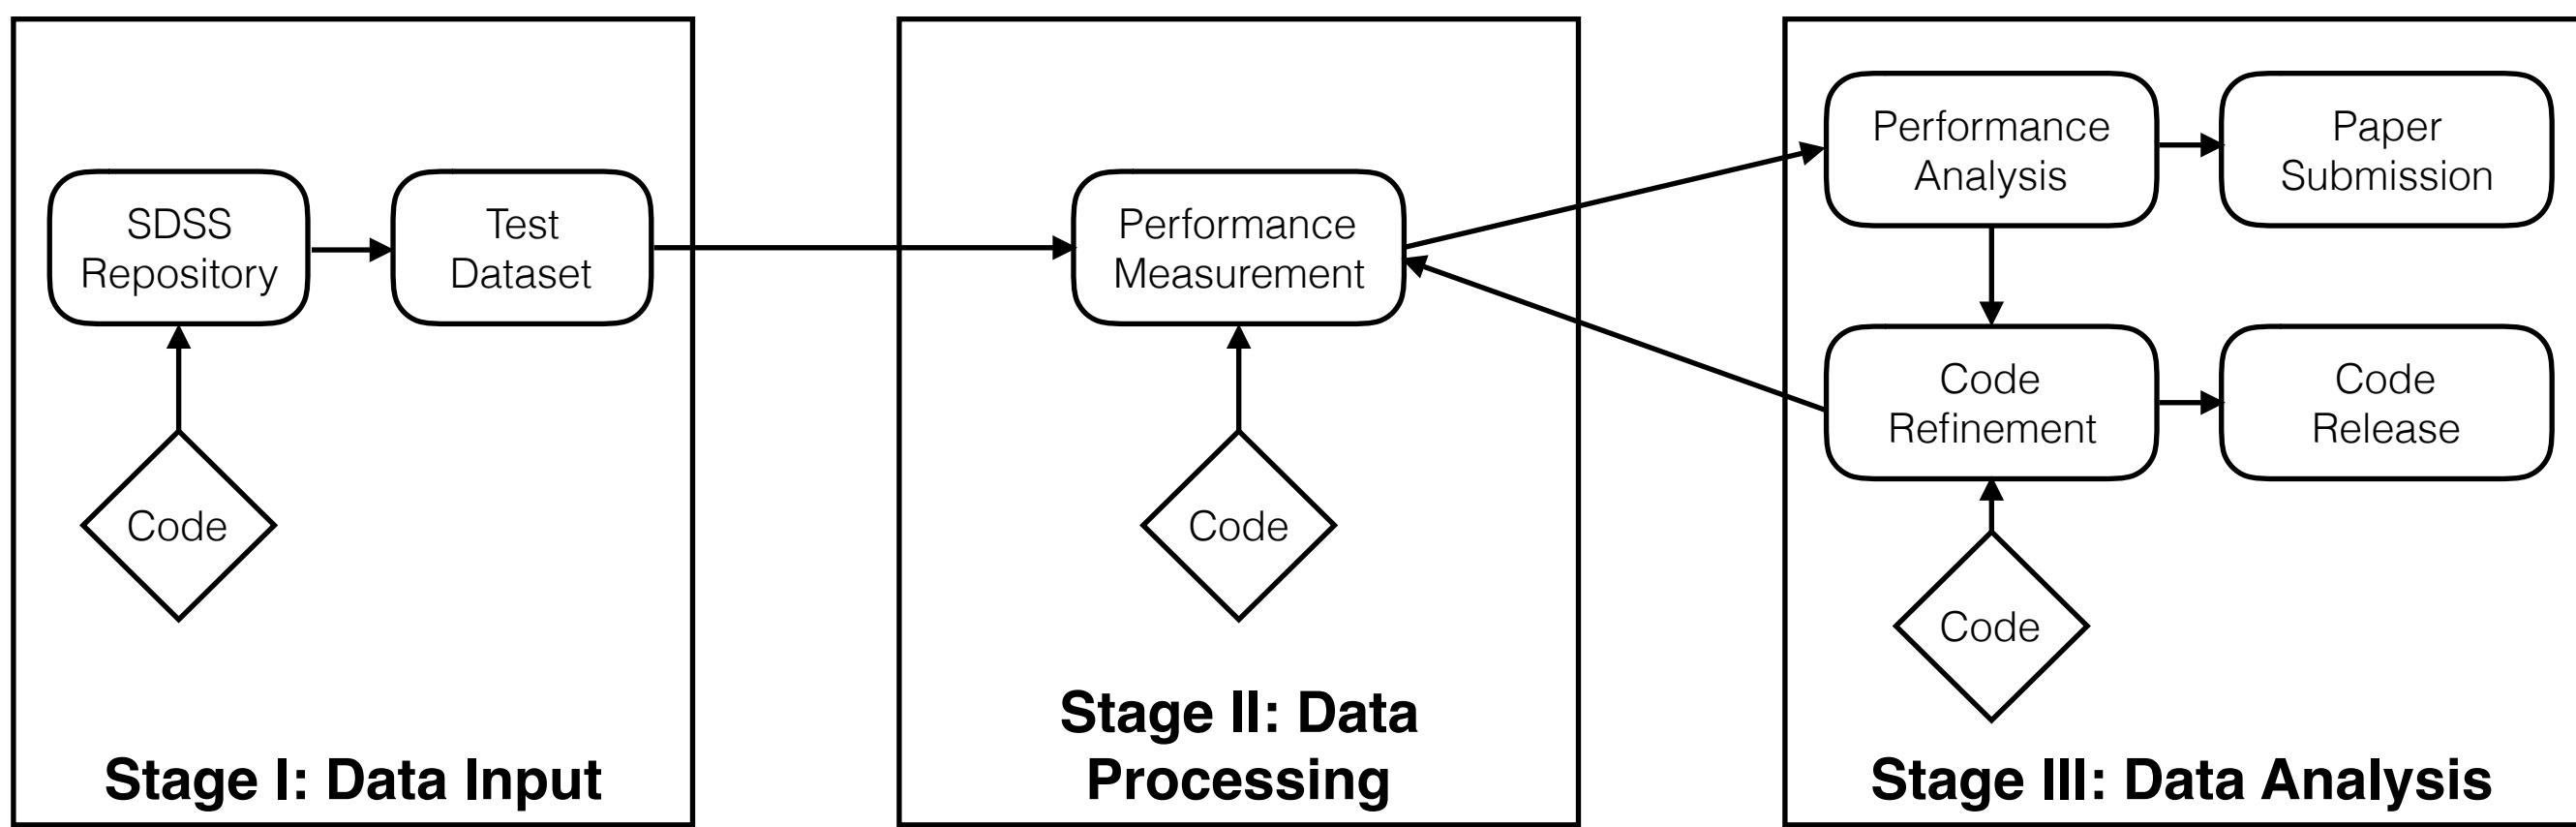 SDSS
Repository
Test
Dataset
Code
Stage I: Data Input
Performance
Measurement
Code
Stage II: Data
Processing
Performance
Analysis
Paper
Submission
Code
Refinement
Code
Release
Code
Stage III: Data Analysis